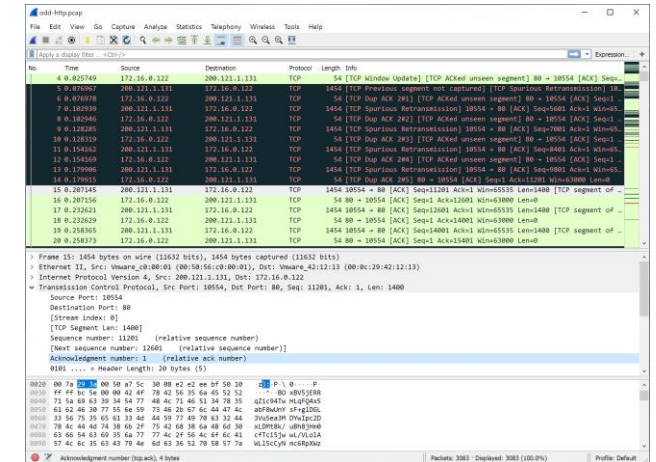 odd-http.pcap
File Edit View Go Capture Analyze Statistics Telephony Wireless Tools Help
Apply a display filter ... <Ctrl-/> Expression... +
No. Time Source Destination Protocol Length Info
4 0.025749 172.16.0.122 200.121.1.131 TCP 54 [TCP Window Update] [TCP ACKed unseen segment] 80 → 10554 [ACK] Seq=…
5 0.076967 200.121.1.131 172.16.0.122 TCP 1454 [TCP Previous segment not captured] [TCP Spurious Retransmission] 10…
6 0.076978 172.16.0.122 200.121.1.131 TCP 54 [TCP Dup ACK 2#1] [TCP ACKed unseen segment] 80 → 10554 [ACK] Seq=1 …
7 0.102939 200.121.1.131 172.16.0.122 TCP 1454 [TCP Spurious Retransmission] 10554 → 80 [ACK] Seq=5601 Ack=1 Win=65…
8 0.102946 172.16.0.122 200.121.1.131 TCP 54 [TCP Dup ACK 2#2] [TCP ACKed unseen segment] 80 → 10554 [ACK] Seq=1 …
9 0.128285 200.121.1.131 172.16.0.122 TCP 1454 [TCP Spurious Retransmission] 10554 → 80 [ACK] Seq=7001 Ack=1 Win=65…
10 0.128319 172.16.0.122 200.121.1.131 TCP 54 [TCP Dup ACK 2#3] [TCP ACKed unseen segment] 80 → 10554 [ACK] Seq=1 …
11 0.154162 200.121.1.131 172.16.0.122 TCP 1454 [TCP Spurious Retransmission] 10554 → 80 [ACK] Seq=8401 Ack=1 Win=65…
12 0.154169 172.16.0.122 200.121.1.131 TCP 54 [TCP Dup ACK 2#4] [TCP ACKed unseen segment] 80 → 10554 [ACK] Seq=1 …
13 0.179906 200.121.1.131 172.16.0.122 TCP 1454 [TCP Spurious Retransmission] 10554 → 80 [ACK] Seq=9801 Ack=1 Win=65…
14 0.179915 172.16.0.122 200.121.1.131 TCP 54 [TCP Dup ACK 2#5] 80 → 10554 [ACK] Seq=1 Ack=11201 Win=63000 Len=0
15 0.207145 200.121.1.131 172.16.0.122 TCP 1454 10554 → 80 [ACK] Seq=11201 Ack=1 Win=65535 Len=1400 [TCP segment of …
16 0.207156 172.16.0.122 200.121.1.131 TCP 54 80 → 10554 [ACK] Seq=1 Ack=12601 Win=63000 Len=0
17 0.232621 200.121.1.131 172.16.0.122 TCP 1454 10554 → 80 [ACK] Seq=12601 Ack=1 Win=65535 Len=1400 [TCP segment of …
18 0.232629 172.16.0.122 200.121.1.131 TCP 54 80 → 10554 [ACK] Seq=1 Ack=14001 Win=63000 Len=0
19 0.258365 200.121.1.131 172.16.0.122 TCP 1454 10554 → 80 [ACK] Seq=14001 Ack=1 Win=65535 Len=1400 [TCP segment of …
20 0.258373 172.16.0.122 200.121.1.131 TCP 54 80 → 10554 [ACK] Seq=1 Ack=15401 Win=63000 Len=0
Frame 15: 1454 bytes on wire (11632 bits), 1454 bytes captured (11632 bits)
Ethernet II, Src: Vmware_c0:00:01 (00:50:56:c0:00:01), Dst: Vmware_42:12:13 (00:0c:29:42:12:13)
Internet Protocol Version 4, Src: 200.121.1.131, Dst: 172.16.0.122
Transmission Control Protocol, Src Port: 10554, Dst Port: 80, Seq: 11201, Ack: 1, Len: 1400
Source Port: 10554
Destination Port: 80
[Stream index: 0]
[TCP Segment Len: 1400]
Sequence number: 11201 (relative sequence number)
[Next sequence number: 12601 (relative sequence number)]
Acknowledgment number: 1 (relative ack number)
0101 .... = Header Length: 20 bytes (5)
Acknowledgment number (tcp.ack), 4 bytes Packets: 3083 · Displayed: 3083 (100.0%) Profile: Default